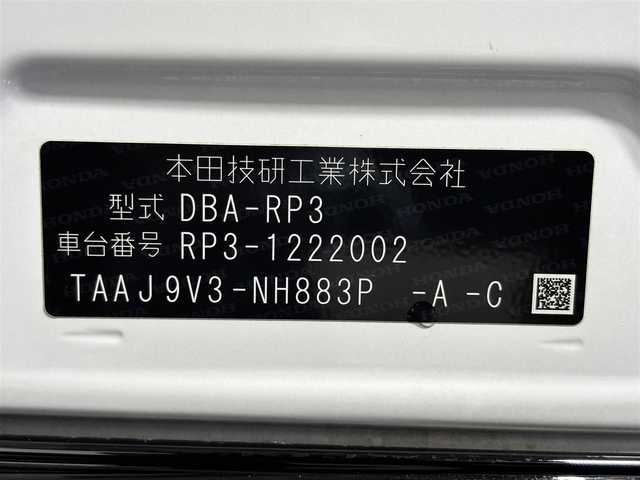 本田技研工業株式会社
型式 DBA-RP3
車台番号 RP3-1222002
TAAJ9V3-NH883P -A -C